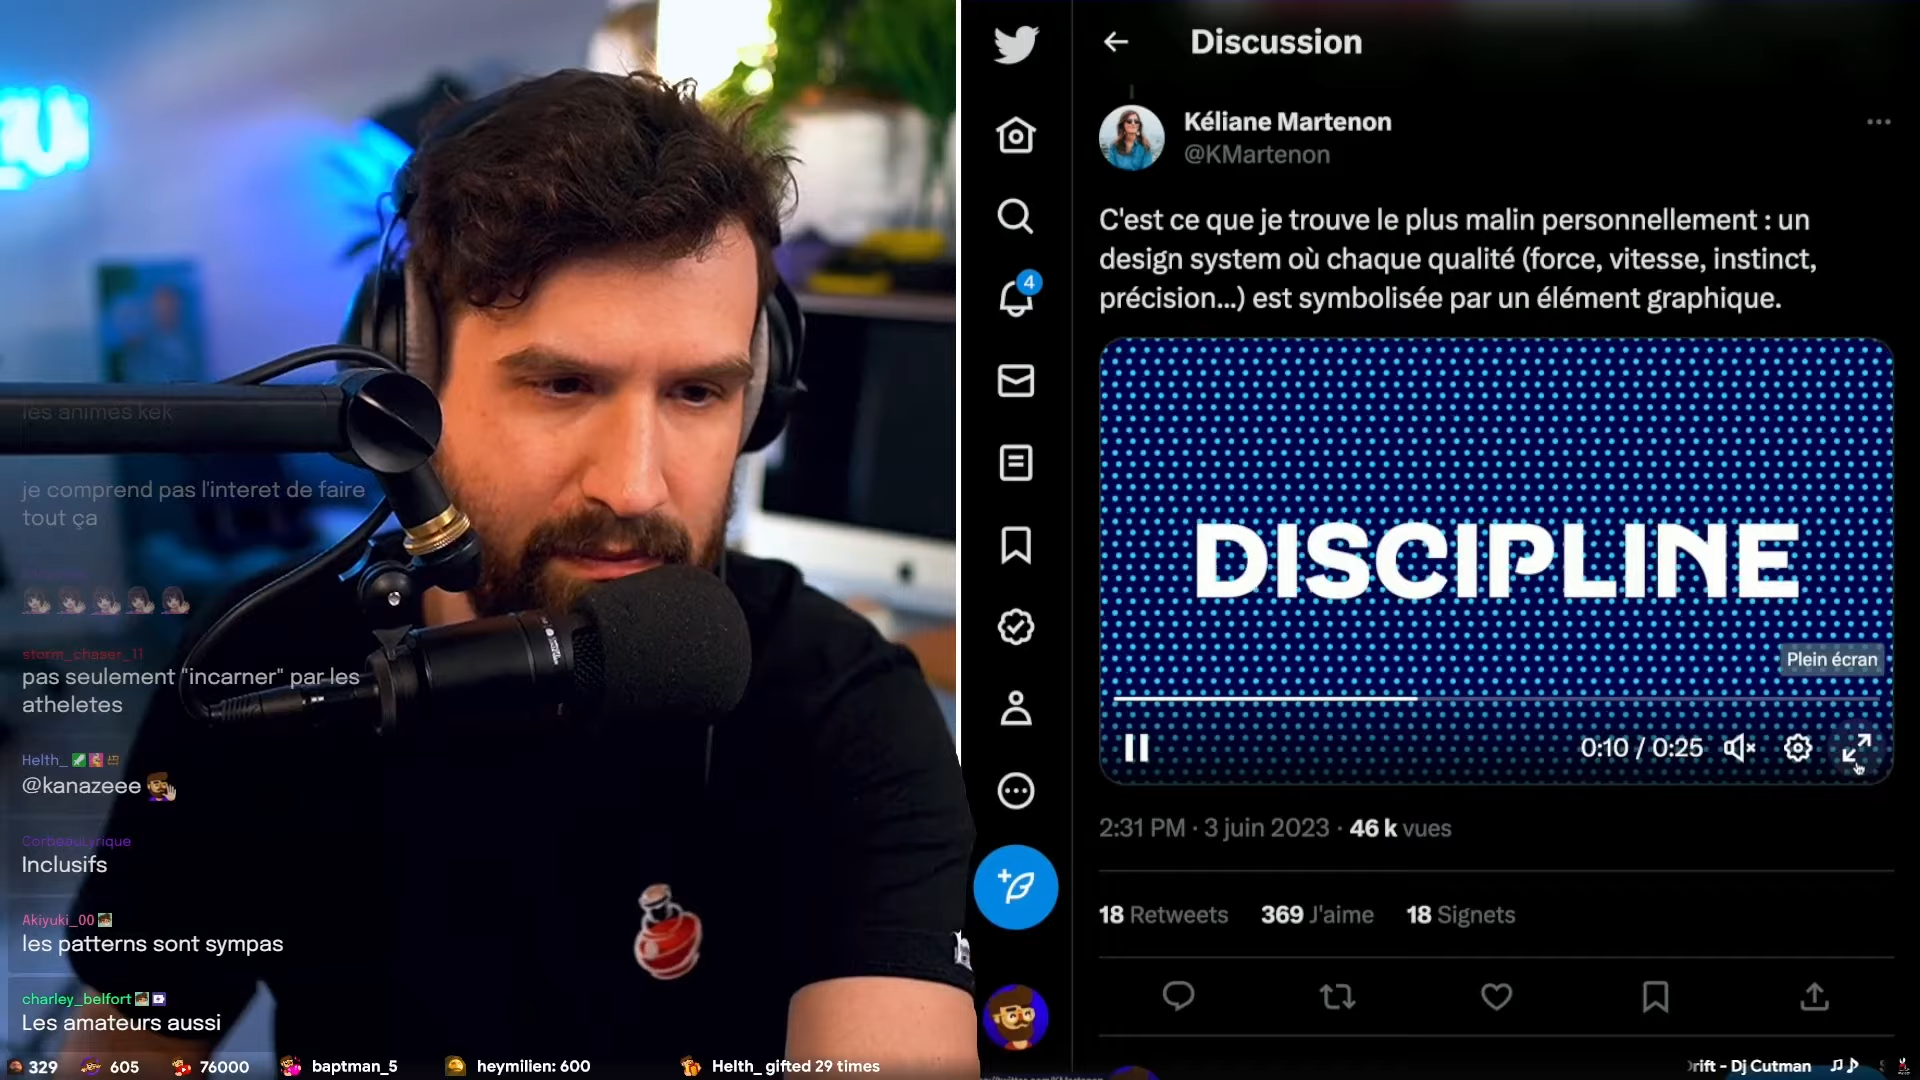 les animes kek
je comprend pas l'interet de faire
tout ça
storm_chaser_11
pas seulement "incarner" par les
atheletes
Helth_
@kanazeee
CorbeauLyrique
Inclusifs
Akiyuki_00
les patterns sont sympas
charley_belfort
Les amateurs aussi
329
605
76000
baptman_5
heymilien: 600
Helth_ gifted 29 times
Discussion
Kéliane Martenon
@KMartenon
C'est ce que je trouve le plus malin personnellement : un
design system où chaque qualité (force, vitesse, instinct,
précision...) est symbolisée par un élément graphique.
4
DISCIPLINE
Plein écran
0:10 / 0:25
2:31 PM · 3 juin 2023 · 46 k vues
18 Retweets 369 J'aime 18 Signets
rift - Dj Cutman